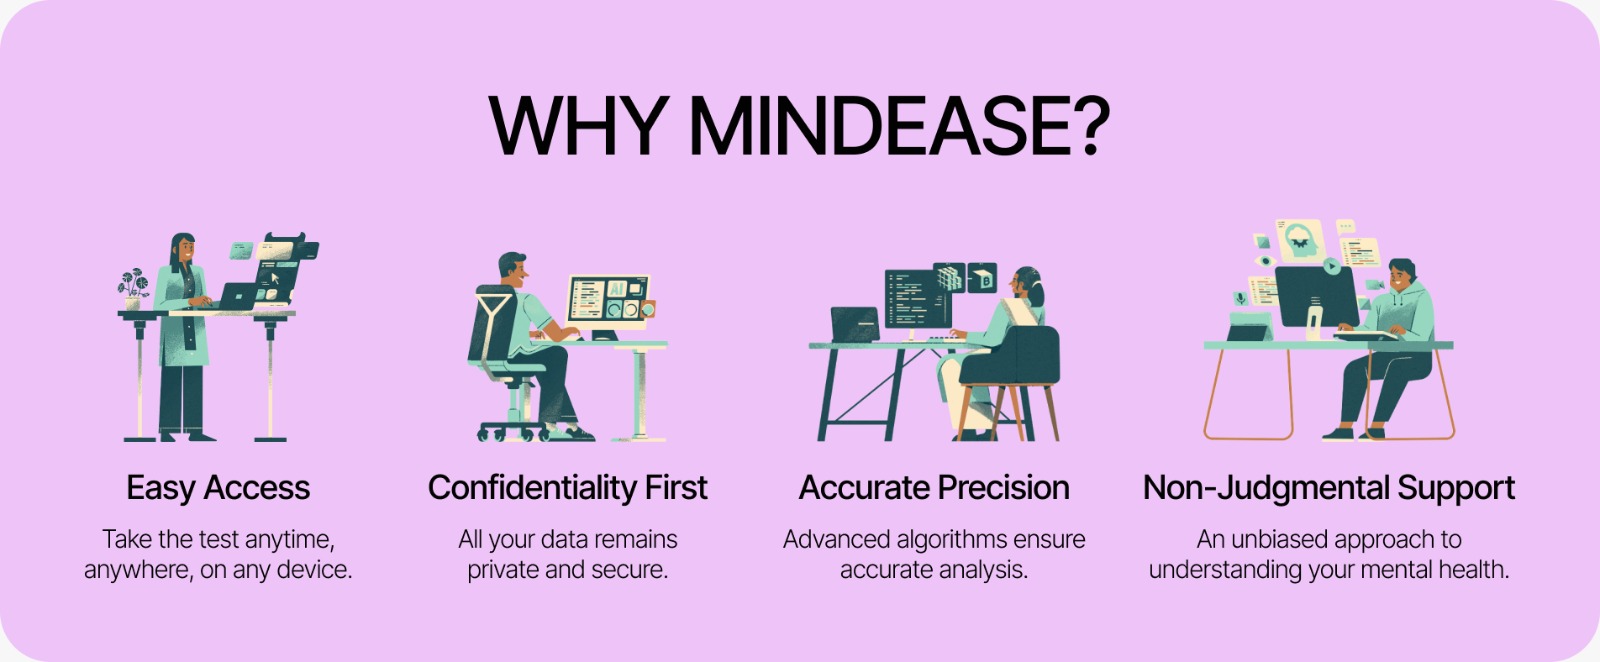 WHY MINDEASE?
AI
Easy Access
Take the test anytime,
anywhere, on any device.
Confidentiality First
All your data remains
private and secure.
Accurate Precision
Advanced algorithms ensure
accurate analysis.
Non-Judgmental Support
An unbiased approach to
understanding your mental health.